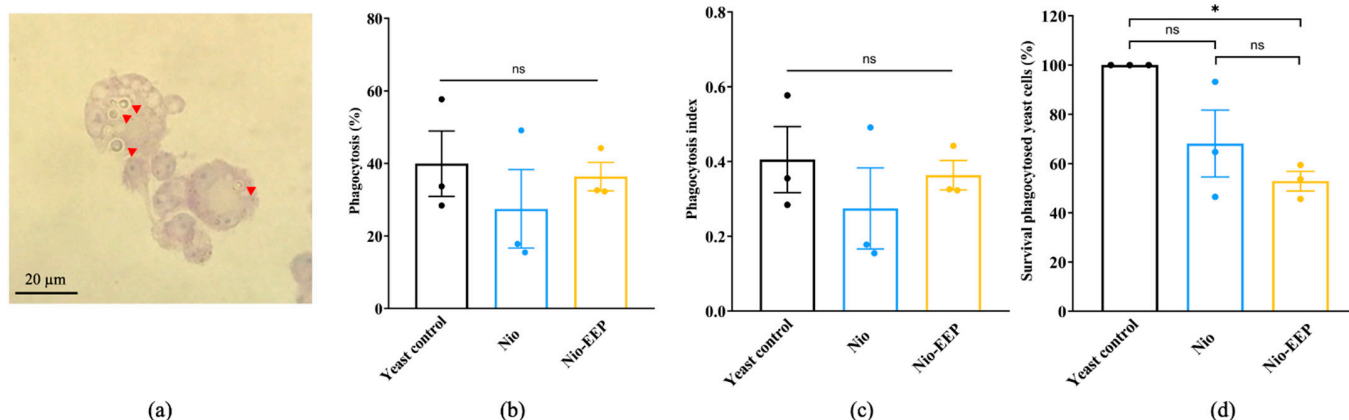 20 µm
(a)
Phagocytosis (%)
80
60
40
20
0
ns
Yeast control
Nio
Nio-EEP
(b)
Phagocytosis index
0.8
0.6
0.4
0.2
0.0
ns
Yeast control
Nio
Nio-EEP
(c)
Survival phagocytosed yeast cells (%)
120
100
80
60
40
20
0
*
ns
ns
Yeast control
Nio
Nio-EEP
(d)